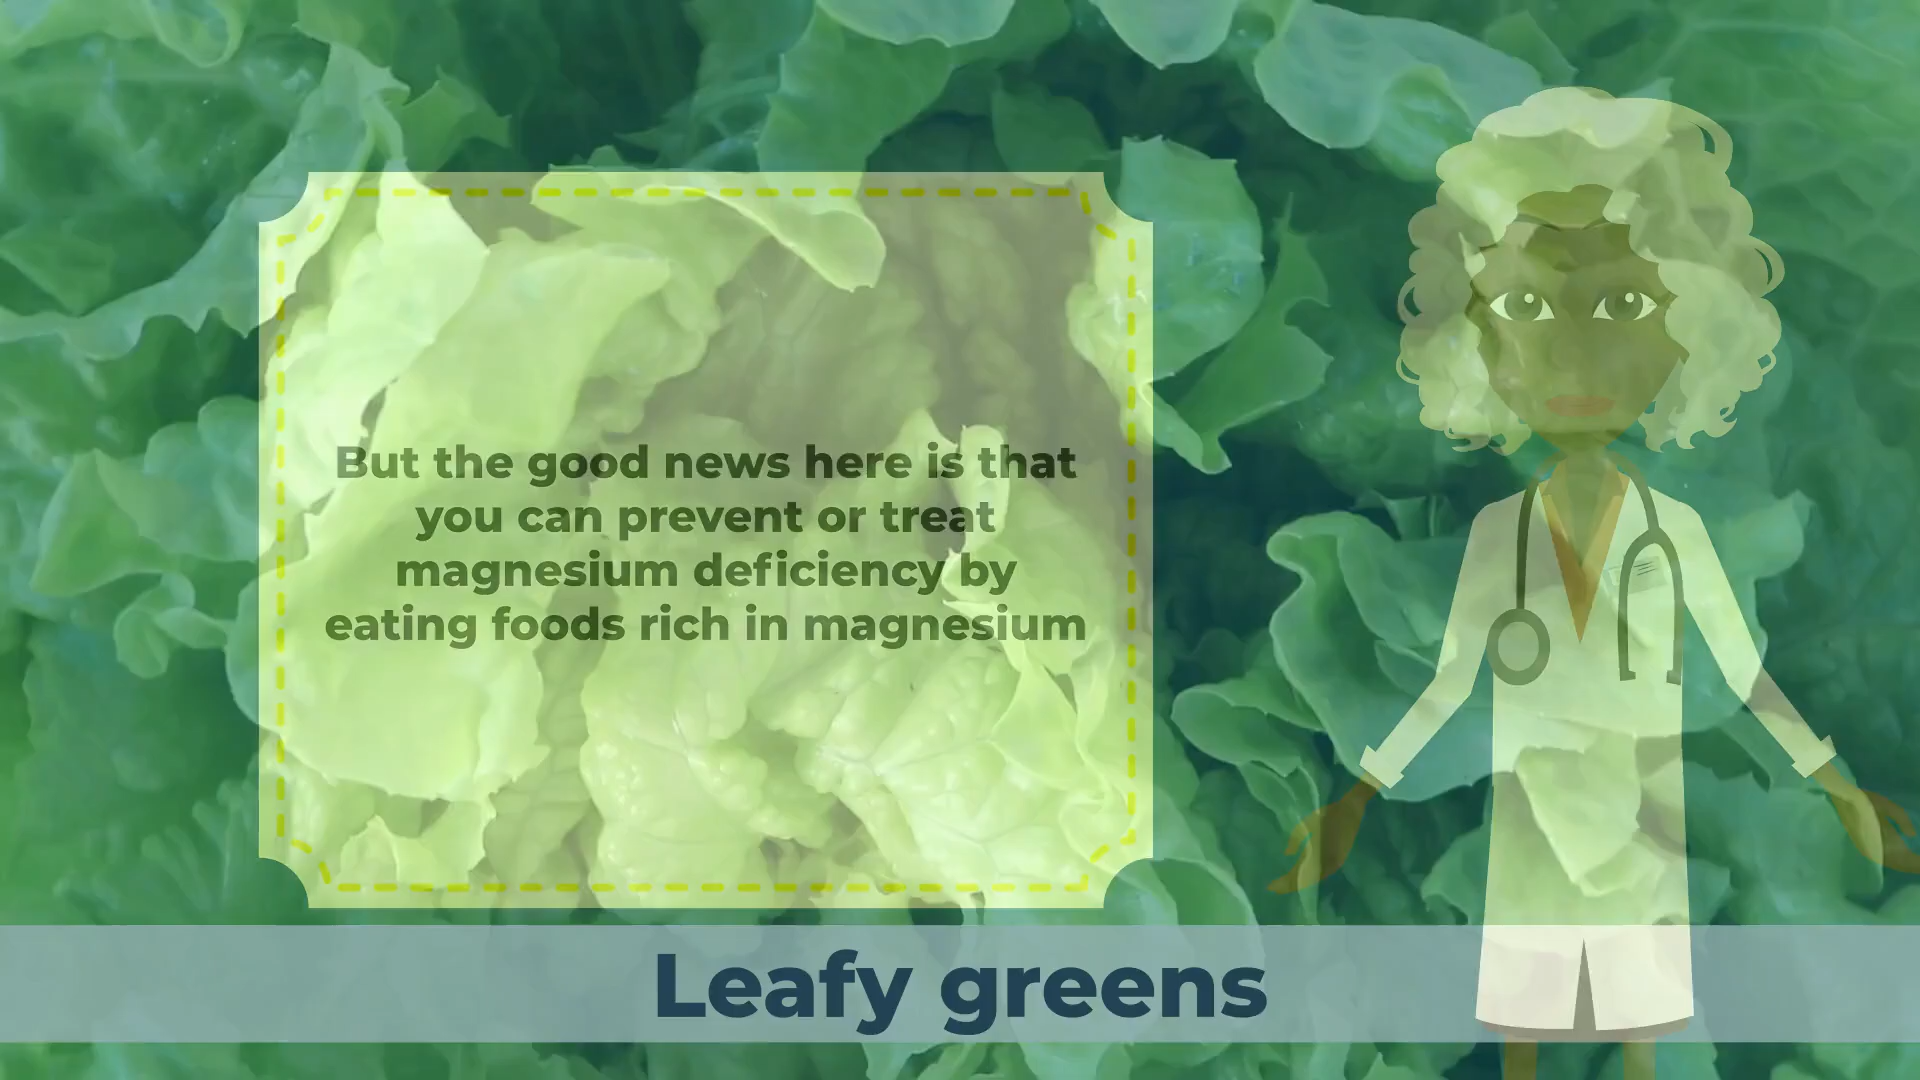 But the good news here is that
you can prevent or treat
magnesium deficiency by
eating foods rich in magnesium
Leafy greens